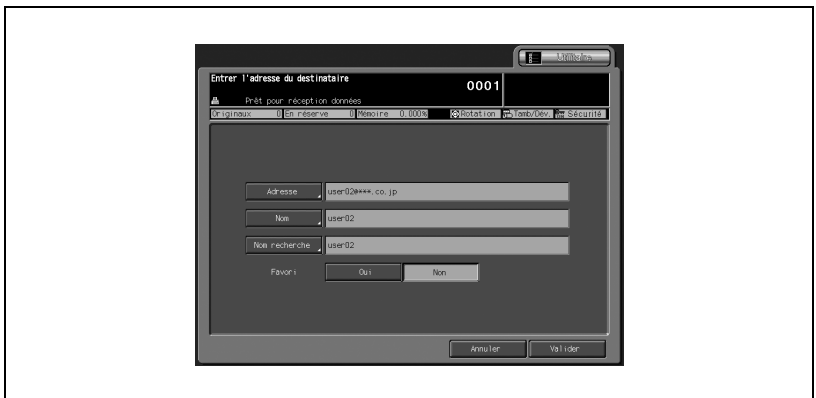 Utilitaire
Entrer l'adresse du destinataire
0001
Prêt pour réception données
Originaux 0 En réserve 0 Mémoire 0.000% Rotation Tamb/Dév. Sécurité
Adresse user02@***.co.jp
Nom user02
Nom recherche user02
Favori Oui Non
Annuler Valider